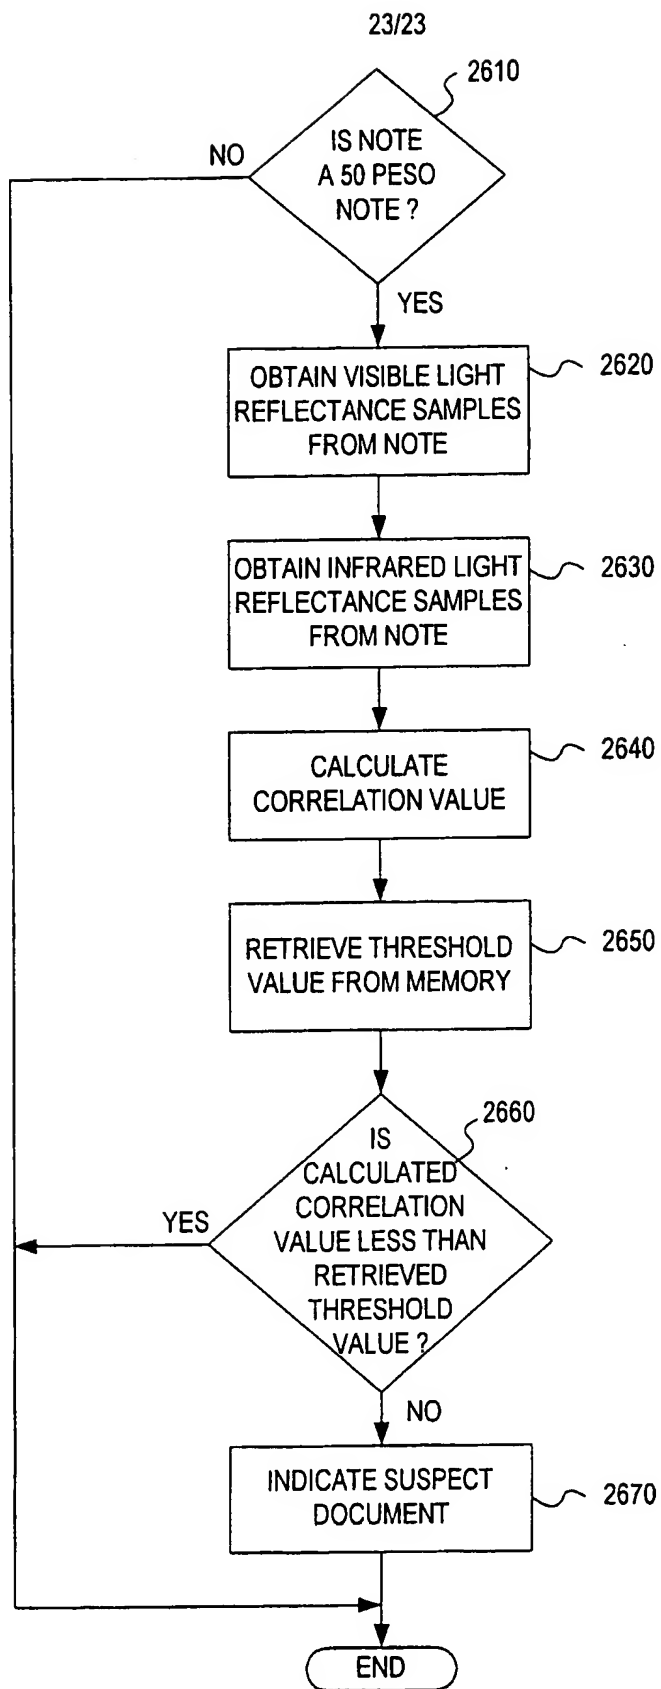 23/23
2610
IS NOTE
A 50 PESO
NOTE ?
NO
YES
OBTAIN VISIBLE LIGHT
REFLECTANCE SAMPLES
FROM NOTE
2620
OBTAIN INFRARED LIGHT
REFLECTANCE SAMPLES
FROM NOTE
2630
CALCULATE
CORRELATION VALUE
2640
RETRIEVE THRESHOLD
VALUE FROM MEMORY
2650
2660
IS
CALCULATED
CORRELATION
VALUE LESS THAN
RETRIEVED
THRESHOLD
VALUE ?
YES
NO
INDICATE SUSPECT
DOCUMENT
2670
END